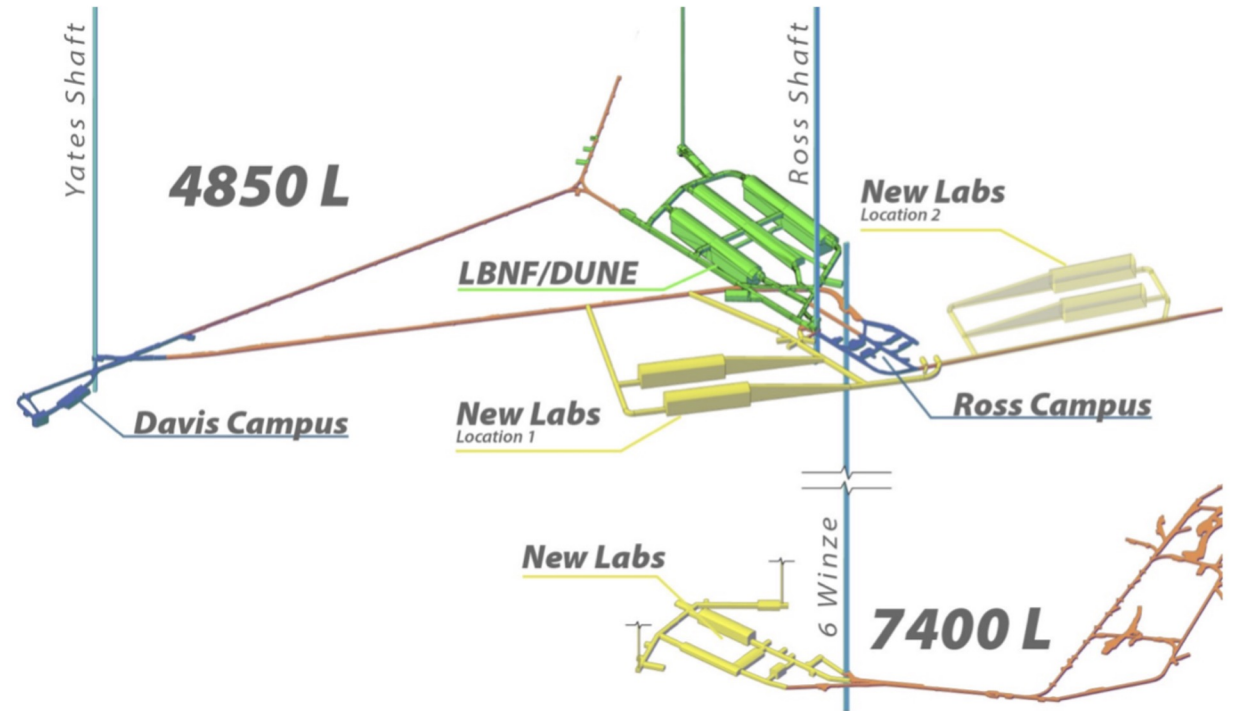 Yates Shaft
4850 L
Ross Shaft
New Labs
Location 2
LBNF/DUNE
New Labs
Location 1
Davis Campus
Ross Campus
New Labs
6 Winze
7400 L